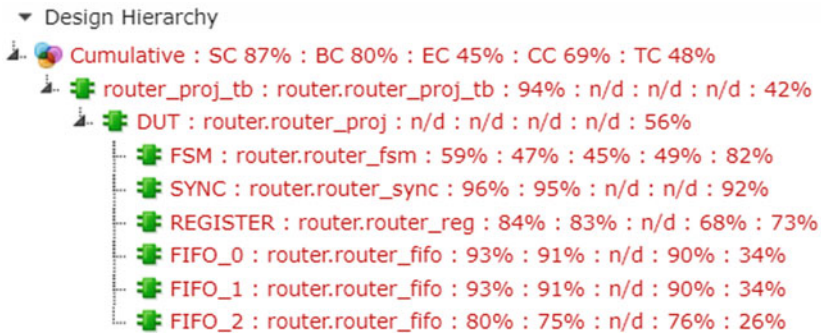 Design Hierarchy
Cumulative : SC 87% : BC 80% : EC 45% : CC 69% : TC 48%
router_proj_tb : router.router_proj_tb : 94% : n/d : n/d : n/d : 42%
DUT : router.router_proj : n/d : n/d : n/d : n/d : 56%
FSM : router.router_fsm : 59% : 47% : 45% : 49% : 82%
SYNC : router.router_sync : 96% : 95% : n/d : n/d : 92%
REGISTER : router.router_reg : 84% : 83% : n/d : 68% : 73%
FIFO_0 : router.router_fifo : 93% : 91% : n/d : 90% : 34%
FIFO_1 : router.router_fifo : 93% : 91% : n/d : 90% : 34%
FIFO_2 : router.router_fifo : 80% : 75% : n/d : 76% : 26%